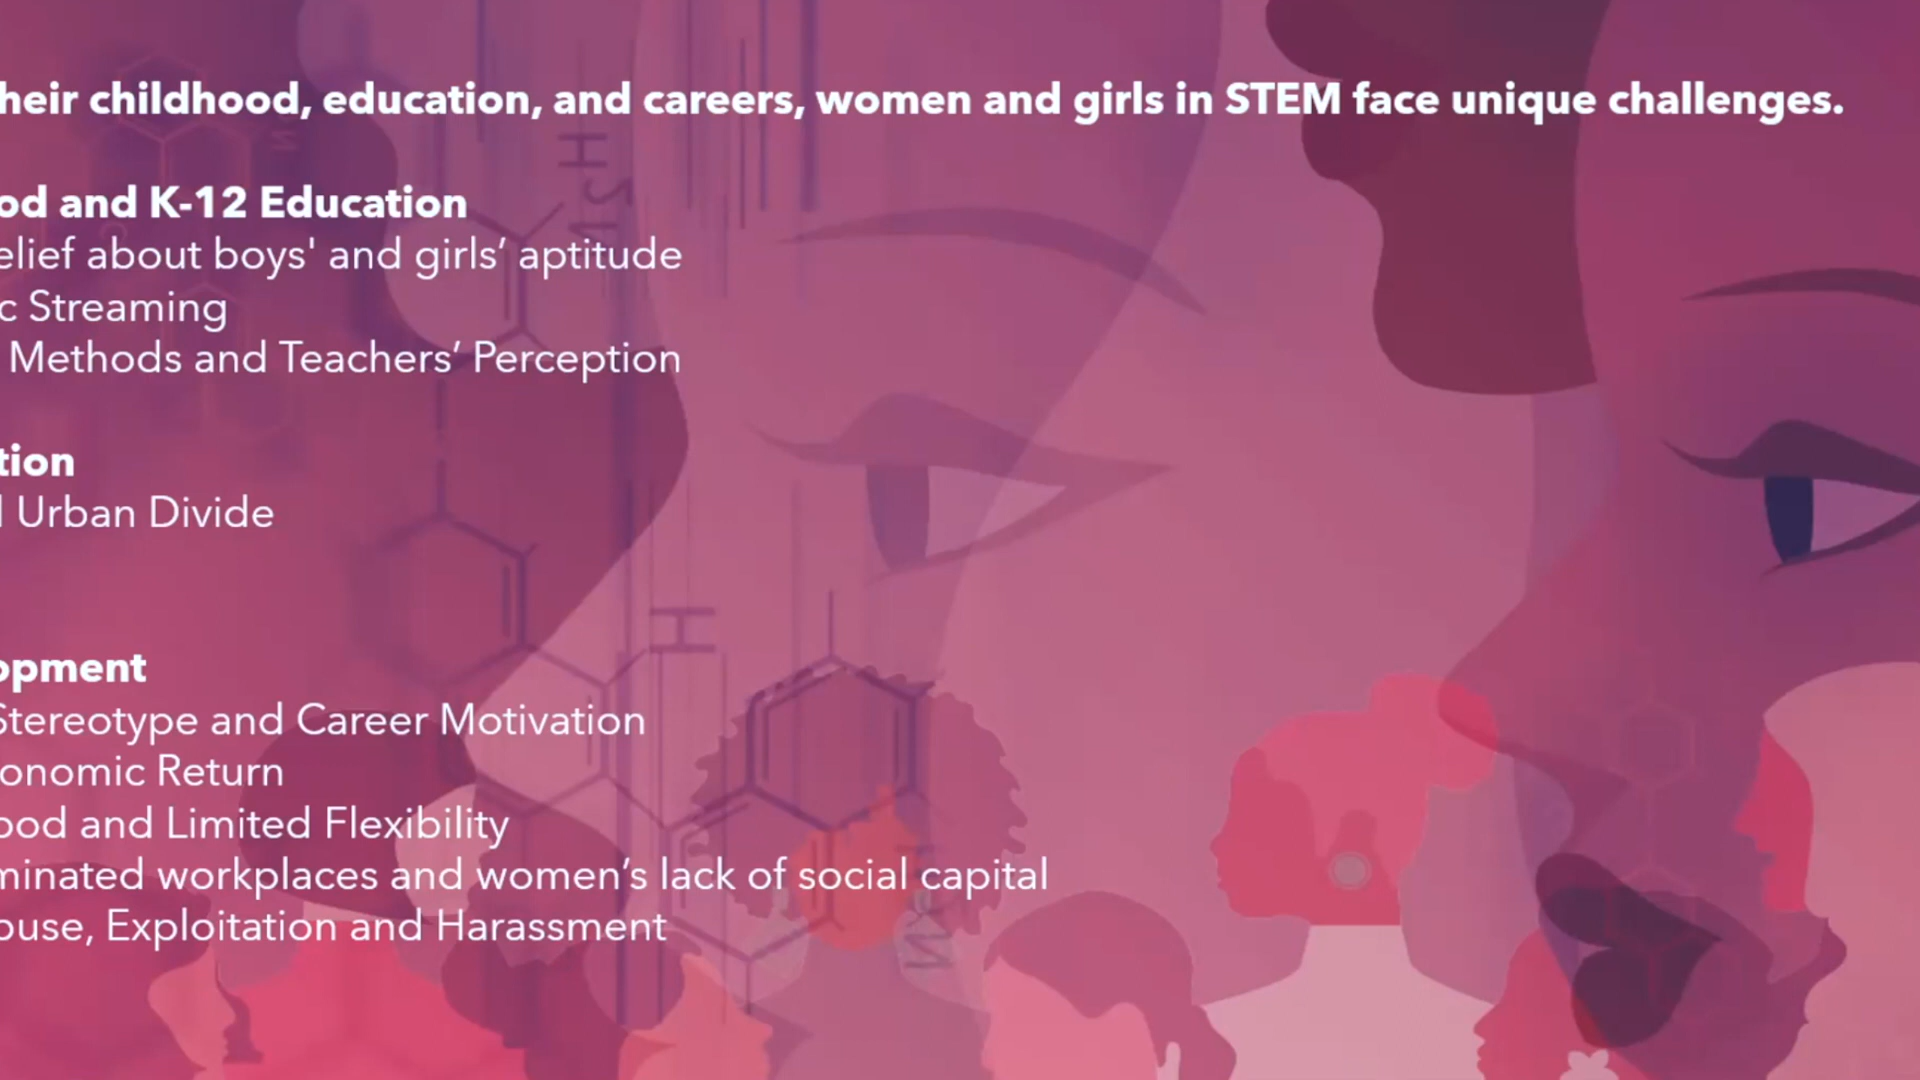 heir childhood, education, and careers, women and girls in STEM face unique challenges.
od and K-12 Education
elief about boys' and girls’ aptitude
c Streaming
Methods and Teachers’ Perception
tion
Urban Divide
opment
Stereotype and Career Motivation
onomic Return
ood and Limited Flexibility
minated workplaces and women’s lack of social capital
buse, Exploitation and Harassment
H